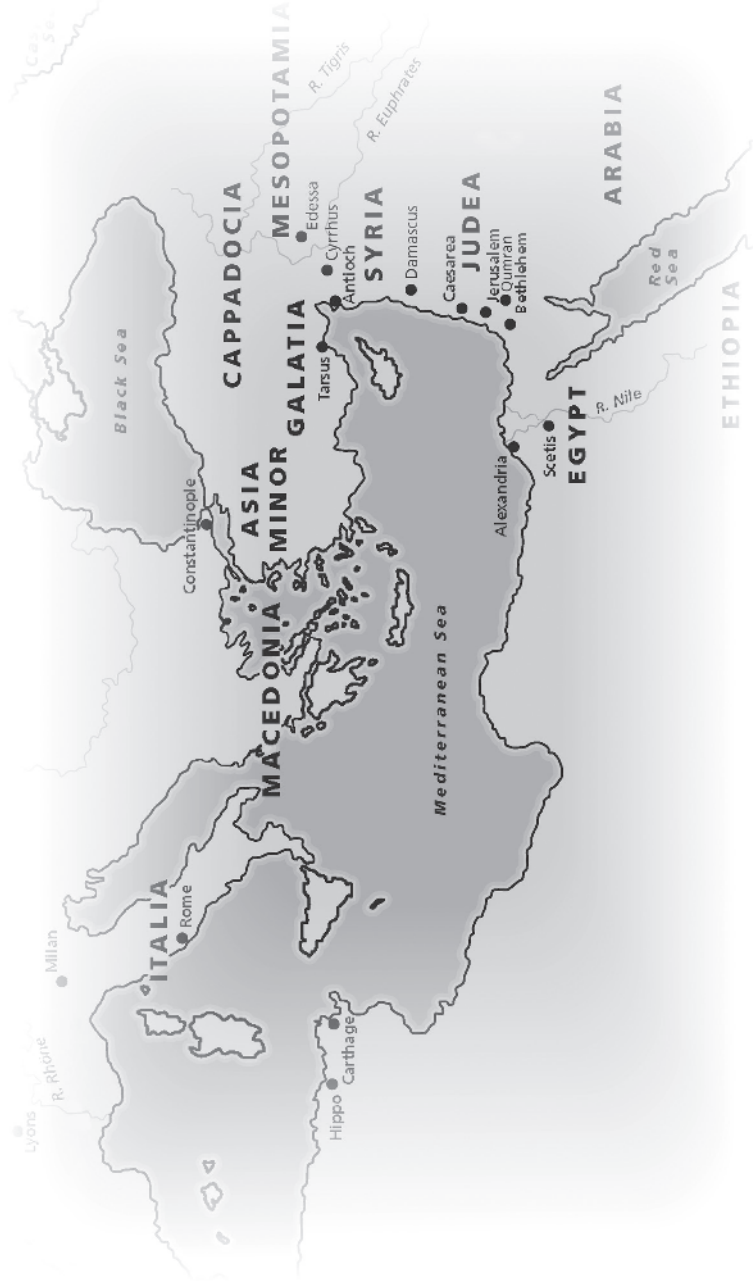 Lyons
R. Rhône
Milan
Black Sea
ITALIA
Rome
Constantinople
CAPPADOCIA
ASIA
MINOR
MACEDONIA
GALATIA
MESOPOTAMIA
R. Tigris
R. Euphrates
Edessa
Cyrrhus
Antioch
Tarsus
Hippo
Carthage
SYRIA
Damascus
Mediterranean Sea
Caesarea
JUDEA
Jerusalem
Qumran
Bethlehem
Alexandria
Scetis
EGYPT
R. Nile
ARABIA
Red
Sea
ETHIOPIA